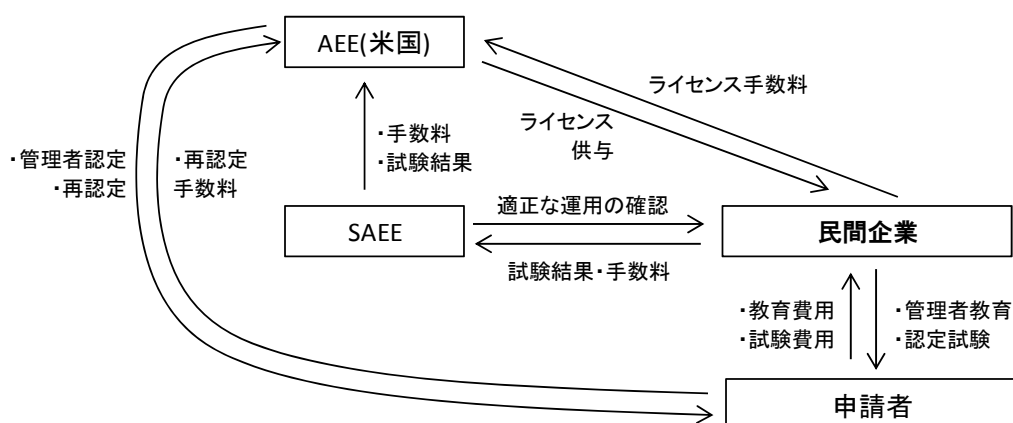 AEE(米国)
ライセンス手数料
ライセンス
供与
・手数料
・試験結果
・管理者認定
・再認定
・再認定
手数料
SAEE
適正な運用の確認
試験結果・手数料
民間企業
・教育費用
・試験費用
・管理者教育
・認定試験
申請者